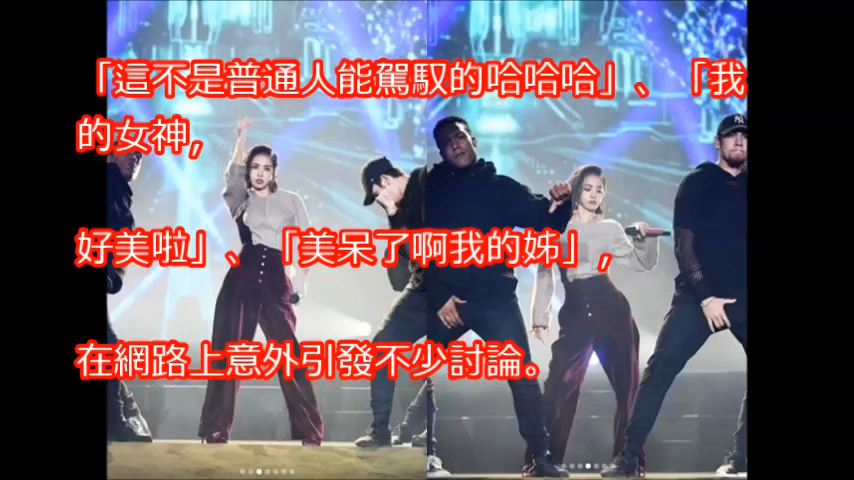 「這不是普通人能駕馭的哈哈哈」、「我
的女神,
好美啦」、「美呆了啊我的姊」,
在網路上意外引發不少討論。